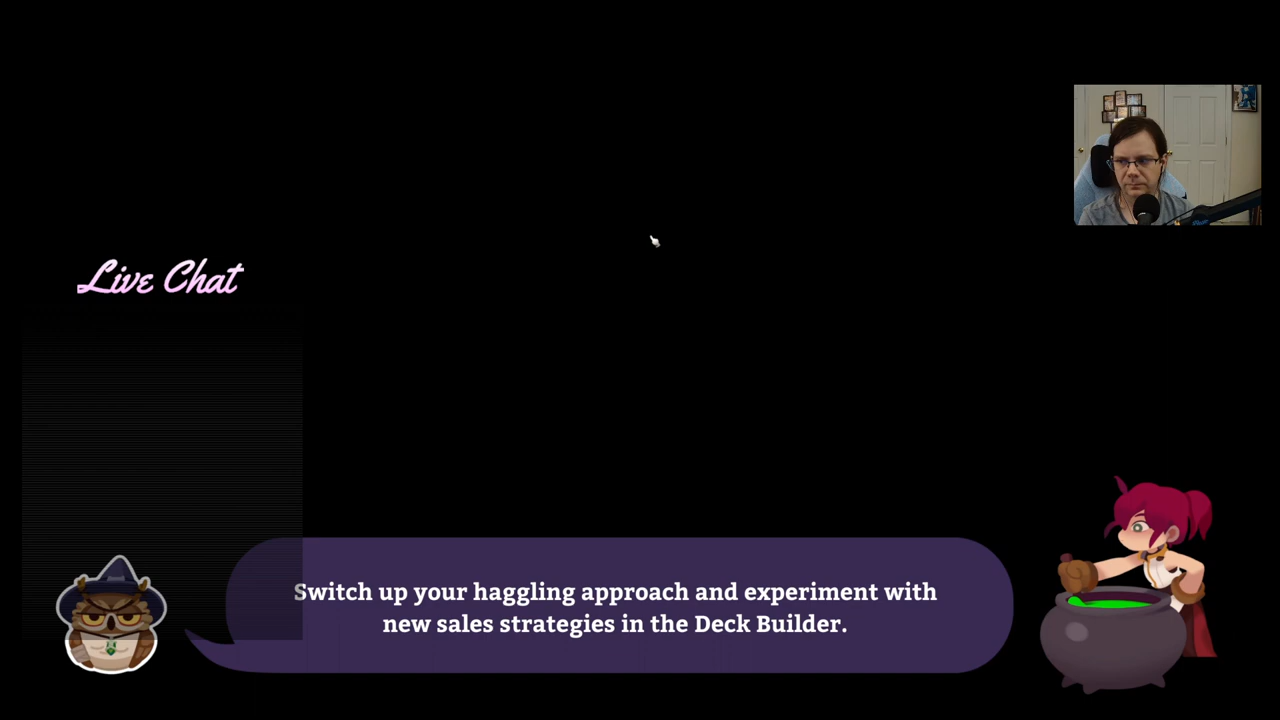 Live Chat
Switch up your haggling approach and experiment with
new sales strategies in the Deck Builder.